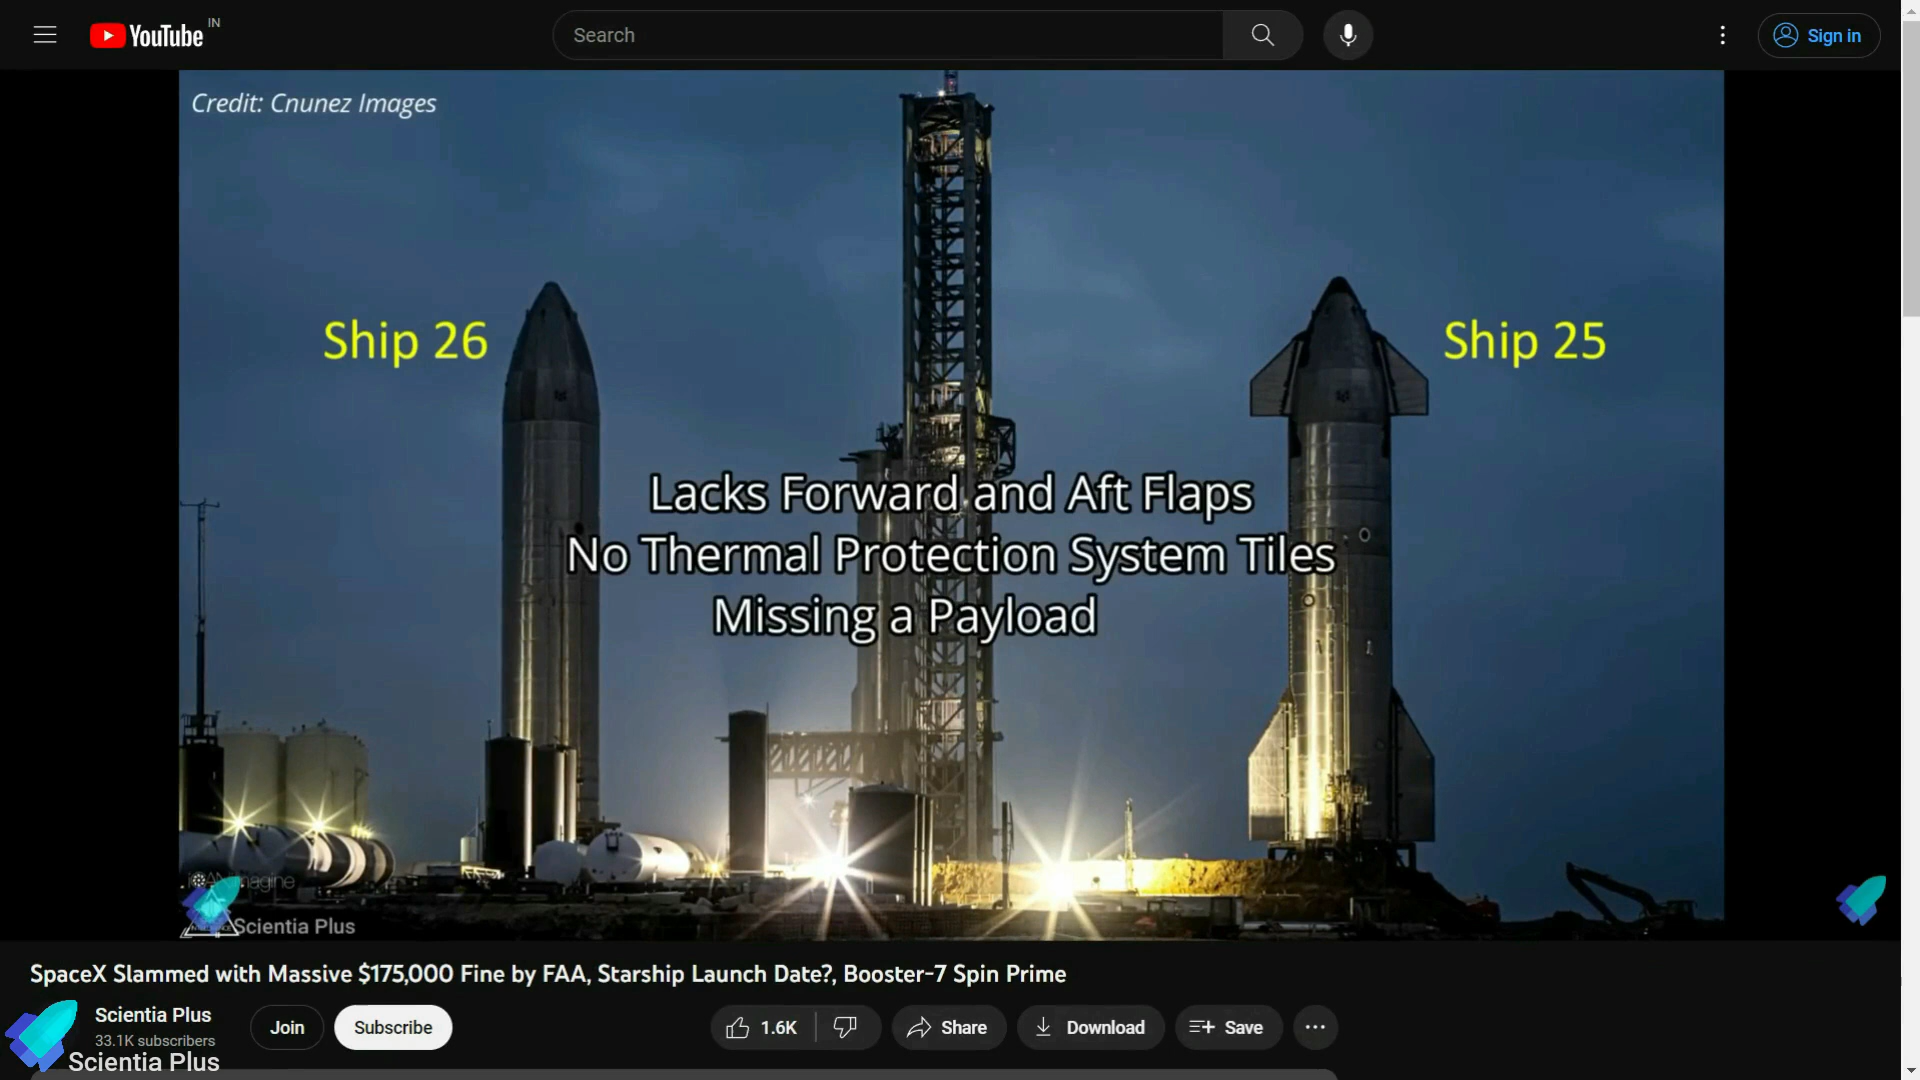 YouTube IN
Search
Sign in
Credit: Cnunez Images
Ship 26
Ship 25
Lacks Forward and Aft Flaps
No Thermal Protection System Tiles
Missing a Payload
Scientia Plus
SpaceX Slammed with Massive $175,000 Fine by FAA, Starship Launch Date?, Booster-7 Spin Prime
Scientia Plus
33.1K subscribers
Join
Subscribe
1.6K
Share
Download
Save
Scientia Plus